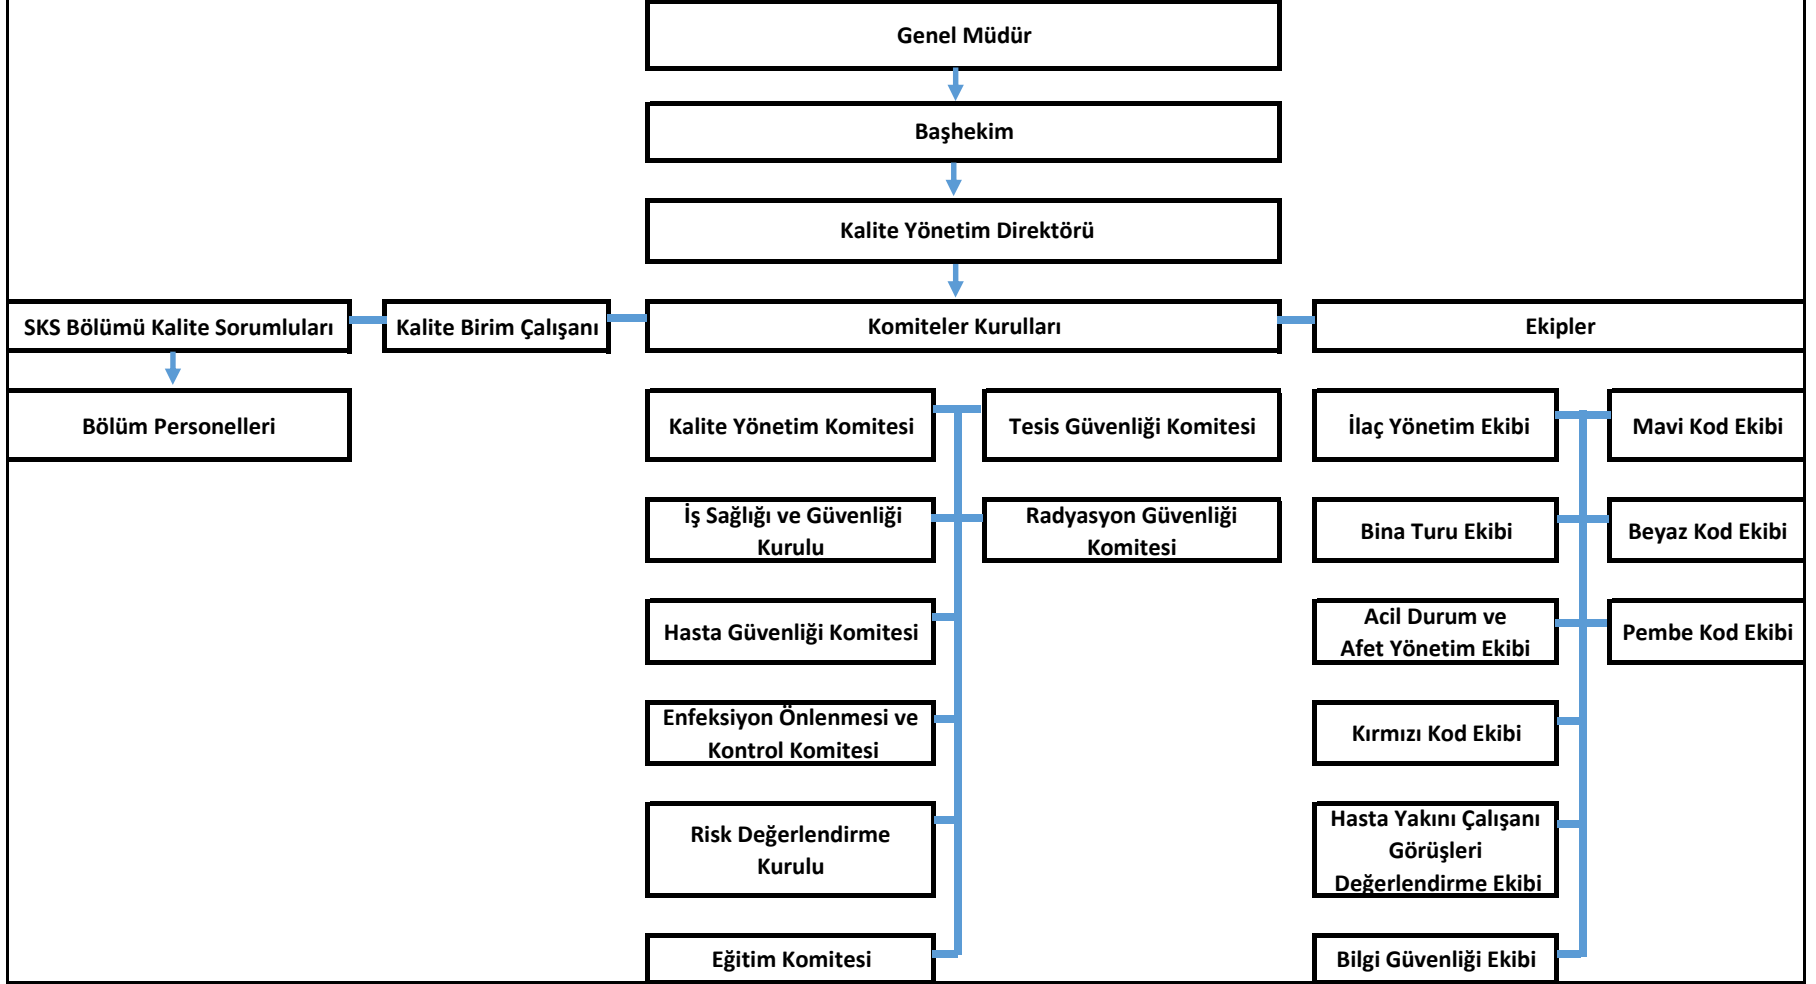 Genel Müdür
Başhekim
Kalite Yönetim Direktörü
SKS Bölümü Kalite Sorumluları
Kalite Birim Çalışanı
Komiteler Kurulları
Ekipler
Bölüm Personelleri
Kalite Yönetim Komitesi
Tesis Güvenliği Komitesi
İlaç Yönetim Ekibi
Mavi Kod Ekibi
İş Sağlığı ve Güvenliği
Kurulu
Radyasyon Güvenliği
Komitesi
Bina Turu Ekibi
Beyaz Kod Ekibi
Hasta Güvenliği Komitesi
Acil Durum ve
Afet Yönetim Ekibi
Pembe Kod Ekibi
Enfeksiyon Önlenmesi ve
Kontrol Komitesi
Kırmızı Kod Ekibi
Risk Değerlendirme
Kurulu
Hasta Yakını Çalışanı
Görüşleri
Değerlendirme Ekibi
Eğitim Komitesi
Bilgi Güvenliği Ekibi